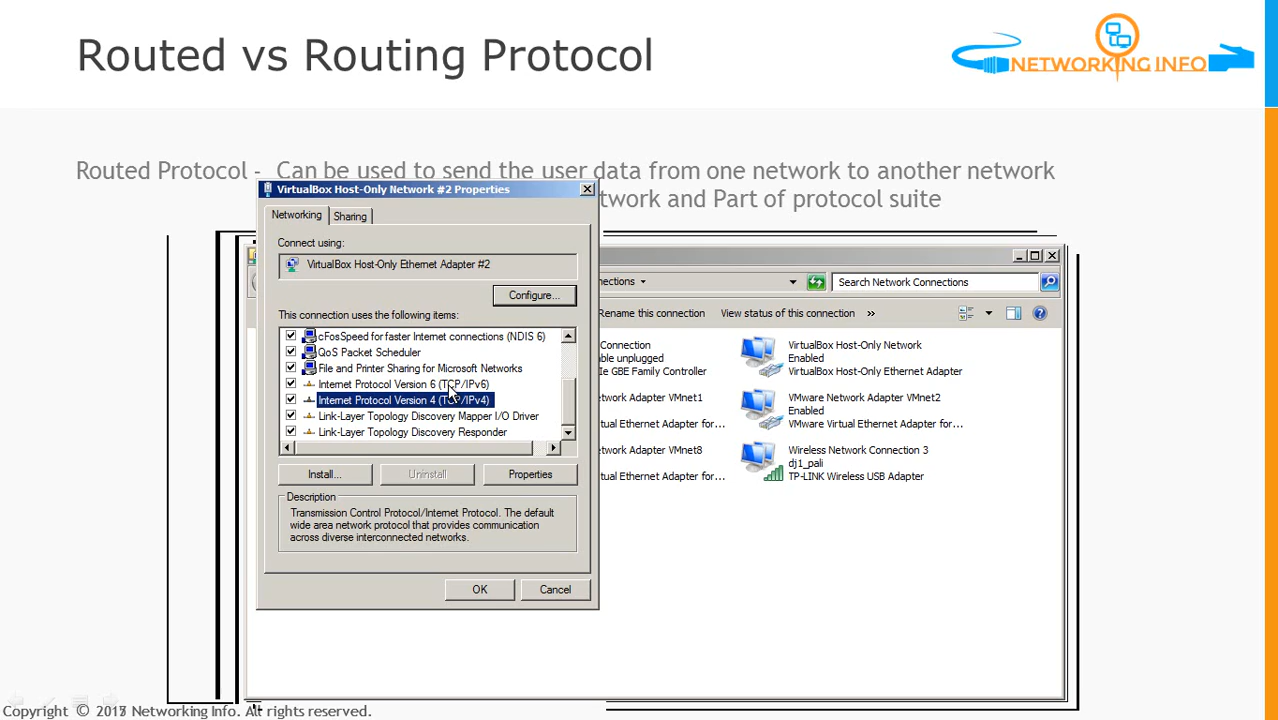 Routed vs Routing Protocol
NETWORKING INFO
Routed Protocol - Can be used to send the user data from one network to another network
twork and Part of protocol suite
VirtualBox Host-Only Network #2 Properties
Networking
Sharing
Connect using:
VirtualBox Host-Only Ethernet Adapter #2
Configure...
This connection uses the following items:
cFosSpeed for faster Internet connections (NDIS 6)
QoS Packet Scheduler
File and Printer Sharing for Microsoft Networks
Internet Protocol Version 6 (TCP/IPv6)
Internet Protocol Version 4 (TCP/IPv4)
Link-Layer Topology Discovery Mapper I/O Driver
Link-Layer Topology Discovery Responder
Install...
Uninstall
Properties
Description
Transmission Control Protocol/Internet Protocol. The default
wide area network protocol that provides communication
across diverse interconnected networks.
OK
Cancel
nections
Search Network Connections
Rename this connection
View status of this connection
»
Connection
ble unplugged
Ie GBE Family Controller
Network Adapter VMnet1
irtual Ethernet Adapter for...
Network Adapter VMnet8
irtual Ethernet Adapter for...
VirtualBox Host-Only Network
Enabled
VirtualBox Host-Only Ethernet Adapter
VMware Network Adapter VMnet2
Enabled
VMware Virtual Ethernet Adapter for...
Wireless Network Connection 3
dj1_pali
TP-LINK Wireless USB Adapter
Copyright © Networking Info. All rights reserved.